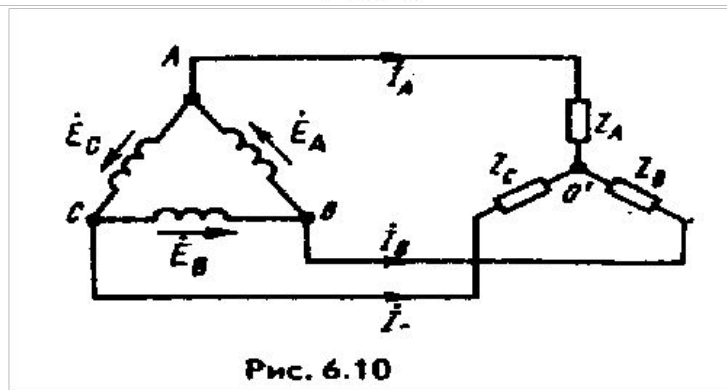 A
İ_A
Ė_C
Ė_A
Z_A
Z_C
Z_B
O'
C
B
İ_B
Ė_B
Рис. 6.10